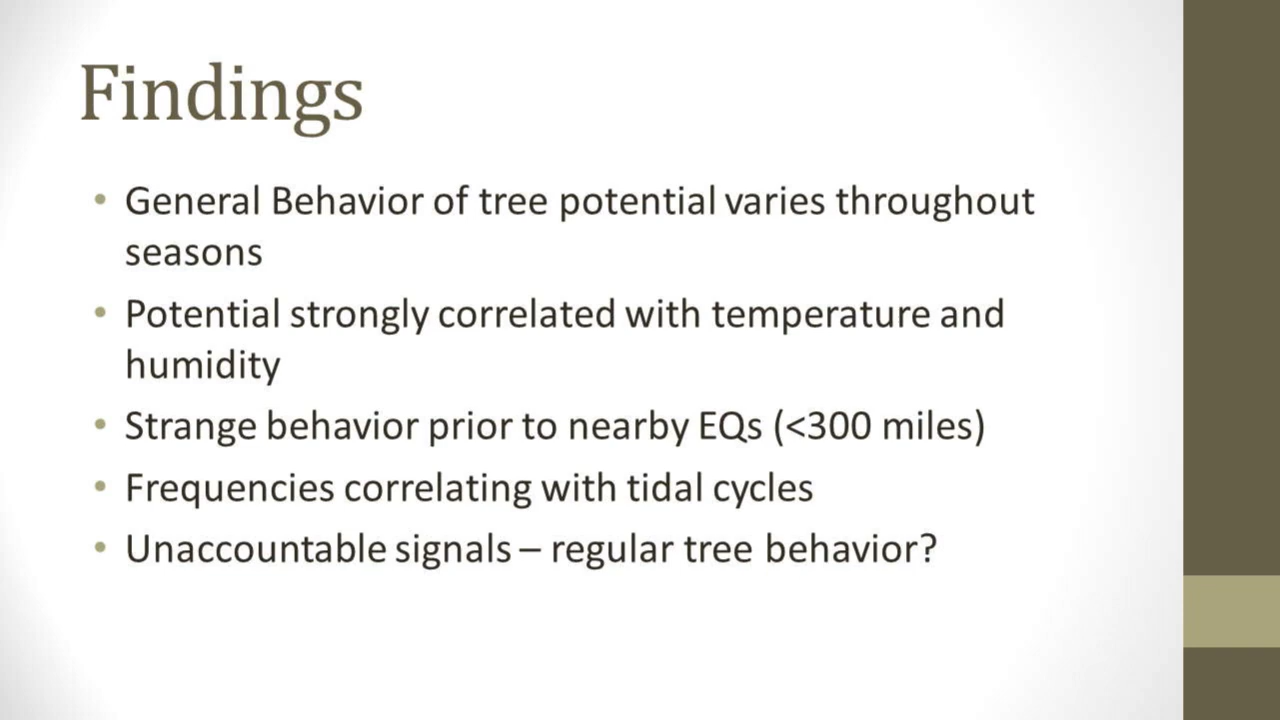 Findings
• General Behavior of tree potential varies throughout
seasons
• Potential strongly correlated with temperature and
humidity
• Strange behavior prior to nearby EQs (<300 miles)
• Frequencies correlating with tidal cycles
• Unaccountable signals – regular tree behavior?